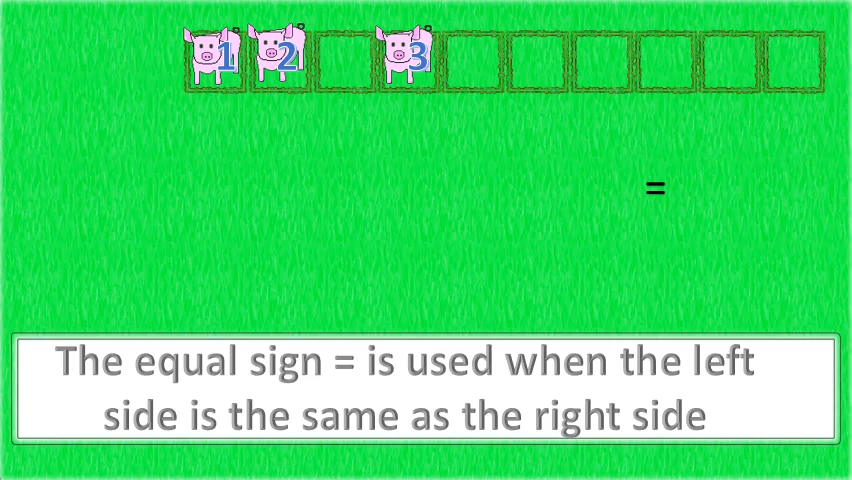 1 2 3
=
The equal sign = is used when the left
side is the same as the right side